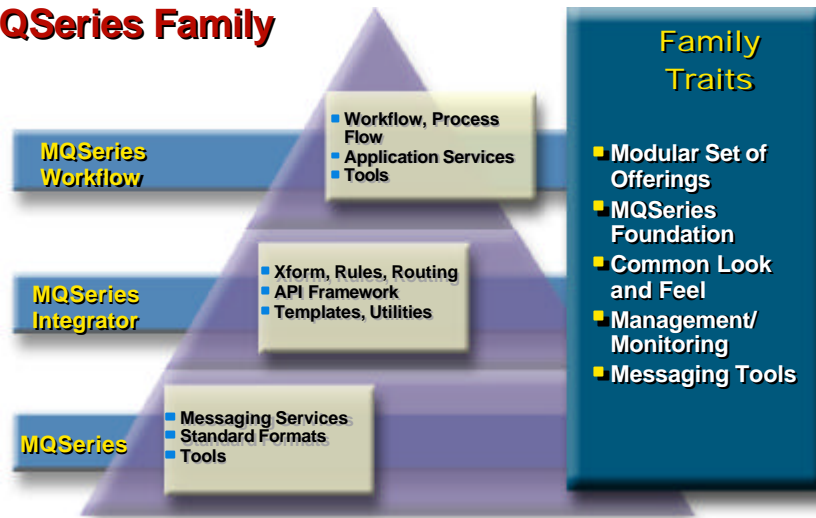 QSeries Family
MQSeries
Workflow
Workflow, Process
Flow
Application Services
Tools
MQSeries
Integrator
Xform, Rules, Routing
API Framework
Templates, Utilities
MQSeries
Messaging Services
Standard Formats
Tools
Family
Traits
Modular Set of
Offerings
MQSeries
Foundation
Common Look
and Feel
Management/
Monitoring
Messaging Tools